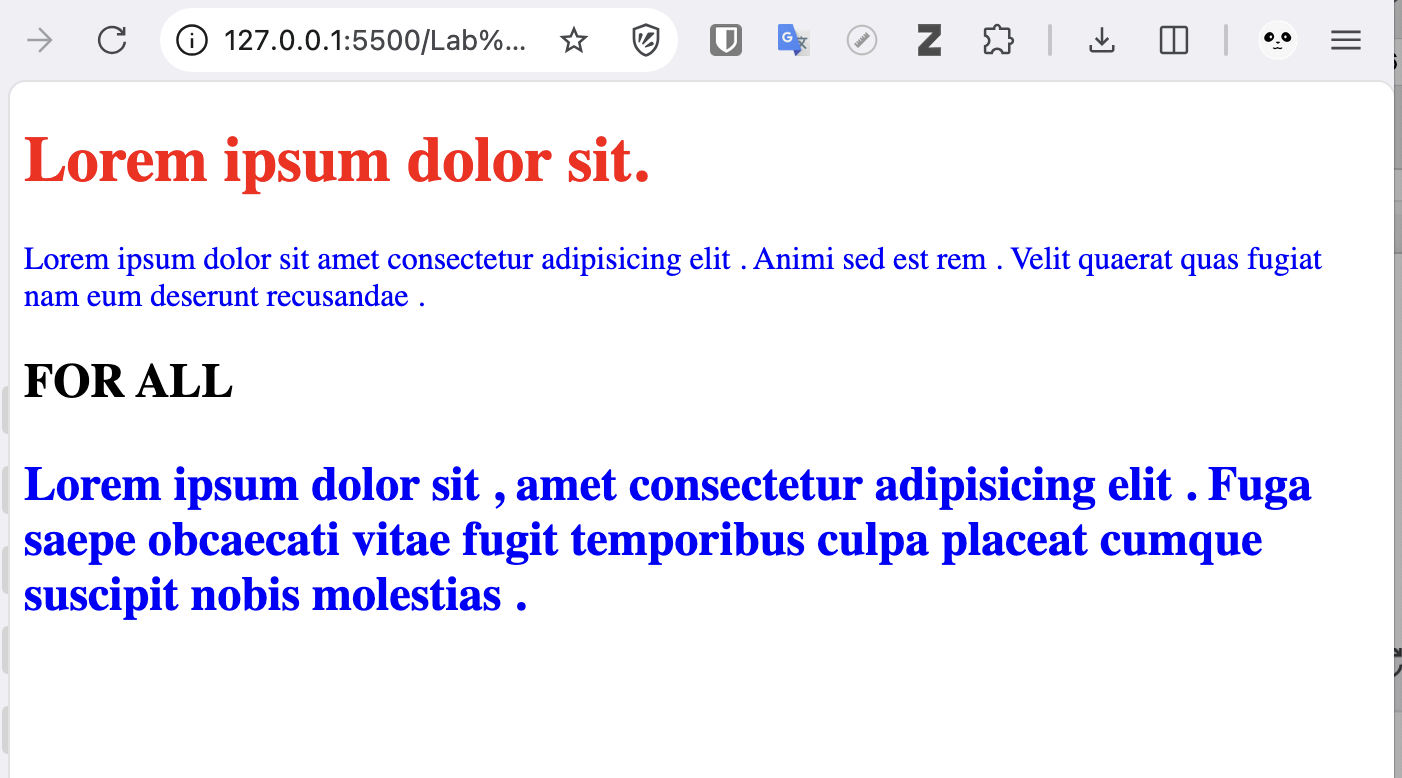 127.0.0.1:5500/Lab%...
Lorem ipsum dolor sit.
Lorem ipsum dolor sit amet consectetur adipisicing elit . Animi sed est rem . Velit quaerat quas fugiat
nam eum deserunt recusandae .
FOR ALL
Lorem ipsum dolor sit , amet consectetur adipisicing elit . Fuga
saepe obcaecati vitae fugit temporibus culpa placeat cumque
suscipit nobis molestias .